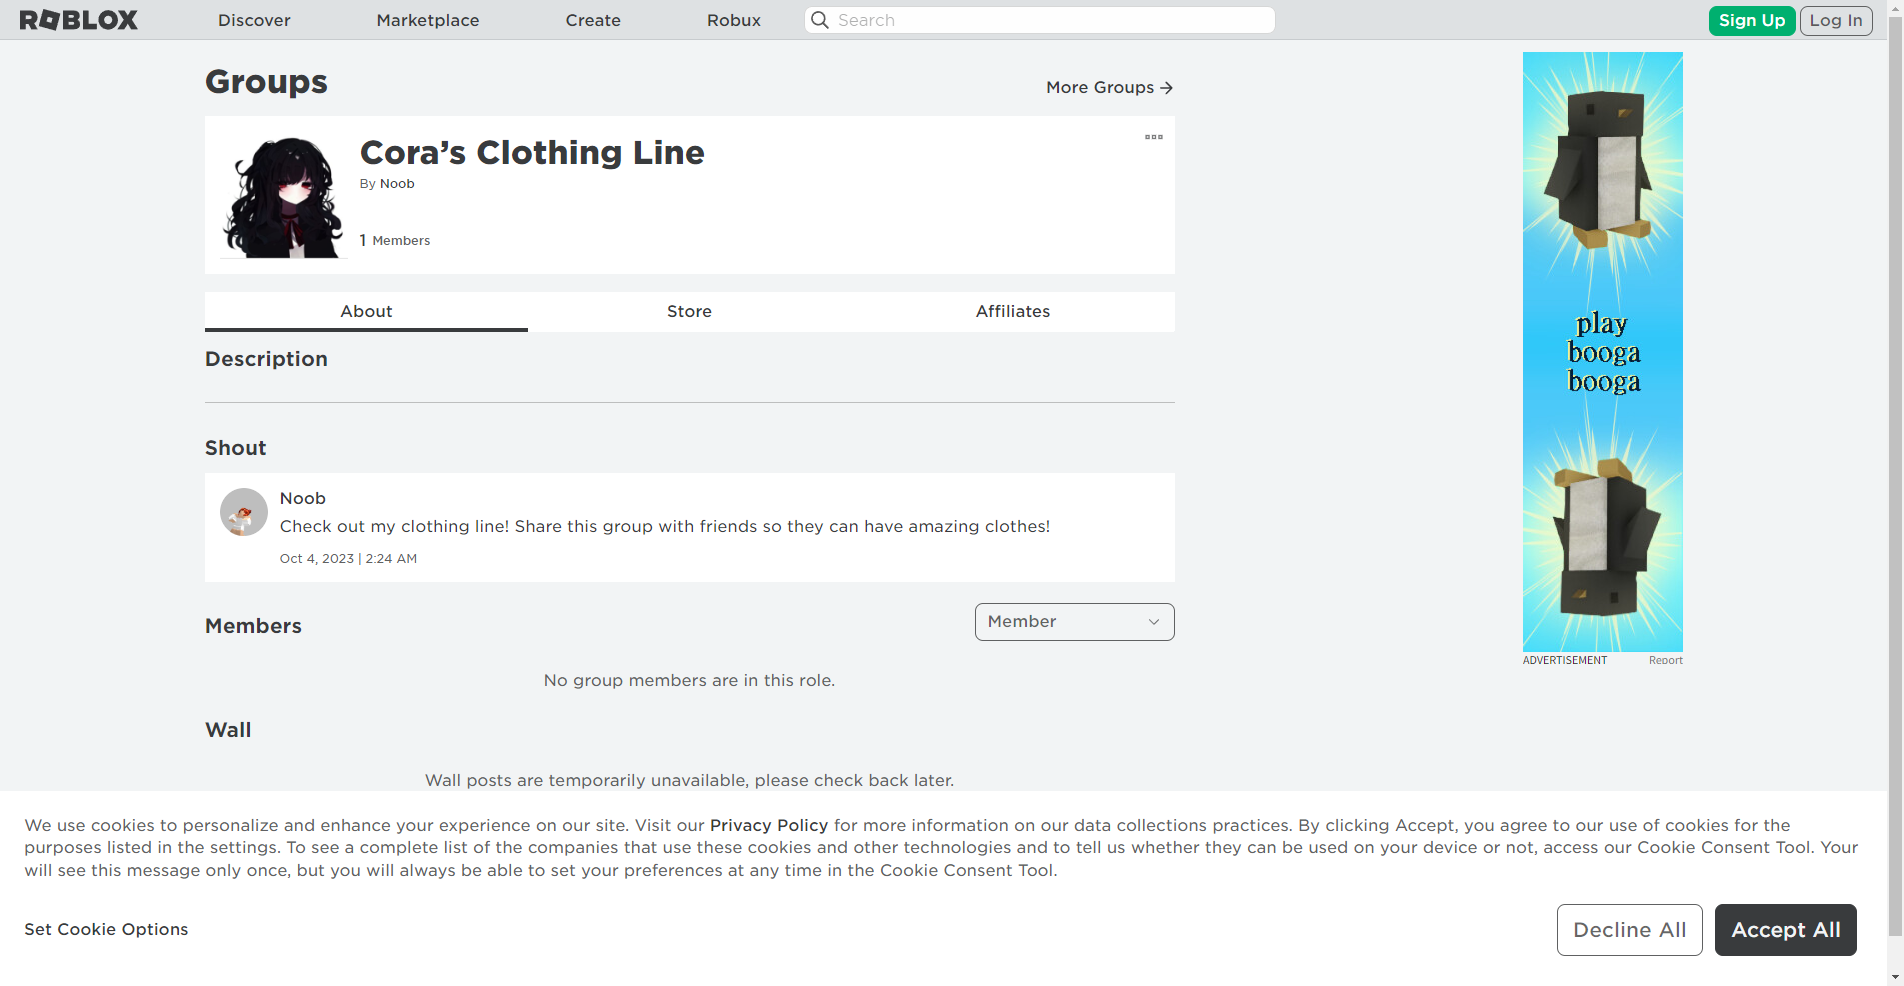 ROBLOX
Discover
Marketplace
Create
Robux
Search
Sign Up
Log In
Groups
More Groups
Cora’s Clothing Line
By Noob
1 Members
About
Store
Affiliates
Description
Shout
Noob
Check out my clothing line! Share this group with friends so they can have amazing clothes!
Oct 4, 2023 | 2:24 AM
Members
Member
No group members are in this role.
Wall
Wall posts are temporarily unavailable, please check back later.
play
booga
booga
ADVERTISEMENT
Report
We use cookies to personalize and enhance your experience on our site. Visit our Privacy Policy for more information on our data collections practices. By clicking Accept, you agree to our use of cookies for the
purposes listed in the settings. To see a complete list of the companies that use these cookies and other technologies and to tell us whether they can be used on your device or not, access our Cookie Consent Tool. Your
will see this message only once, but you will always be able to set your preferences at any time in the Cookie Consent Tool.
Set Cookie Options
Decline All
Accept All